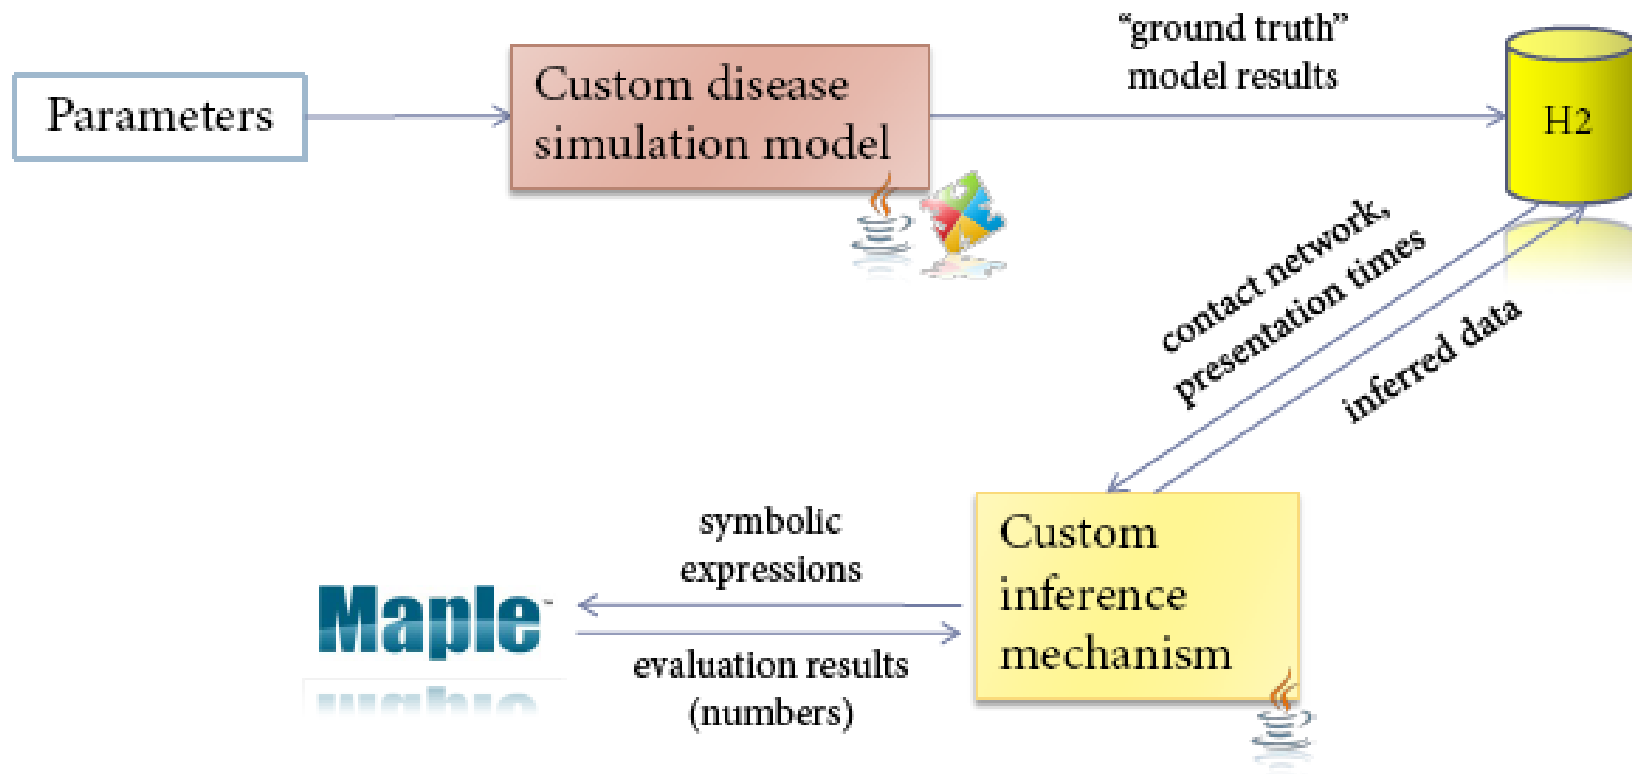 Parameters
Custom disease
simulation model
“ground truth”
model results
H2
contact network,
presentation times
inferred data
symbolic
expressions
Maple™
evaluation results
(numbers)
Custom
inference
mechanism